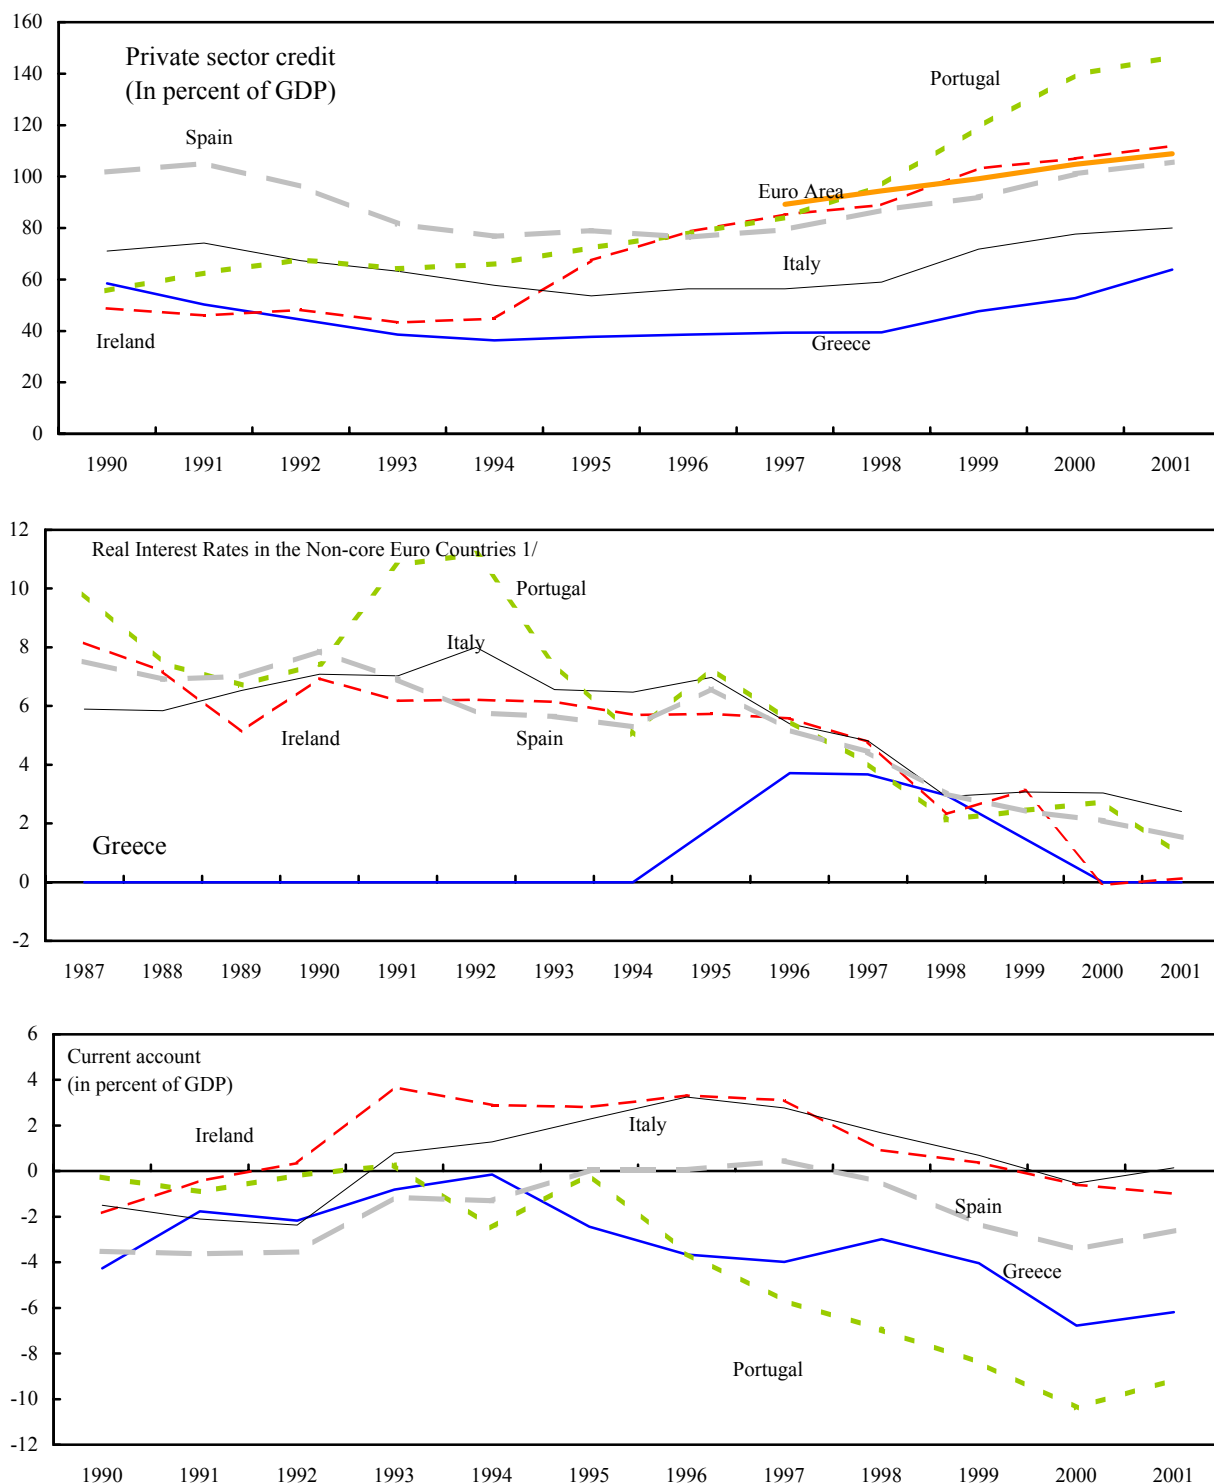 160
Private sector credit
(In percent of GDP)
140
120
100
80
60
40
20
0
Portugal
Spain
Euro Area
Italy
Ireland
Greece
1990 1991 1992 1993 1994 1995 1996 1997 1998 1999 2000 2001
12
Real Interest Rates in the Non-core Euro Countries 1/
10
8
6
4
2
0
-2
Portugal
Italy
Ireland
Spain
Greece
1987 1988 1989 1990 1991 1992 1993 1994 1995 1996 1997 1998 1999 2000 2001
6
Current account
(in percent of GDP)
4
2
0
-2
-4
-6
-8
-10
-12
Ireland
Italy
Spain
Greece
Portugal
1990 1991 1992 1993 1994 1995 1996 1997 1998 1999 2000 2001